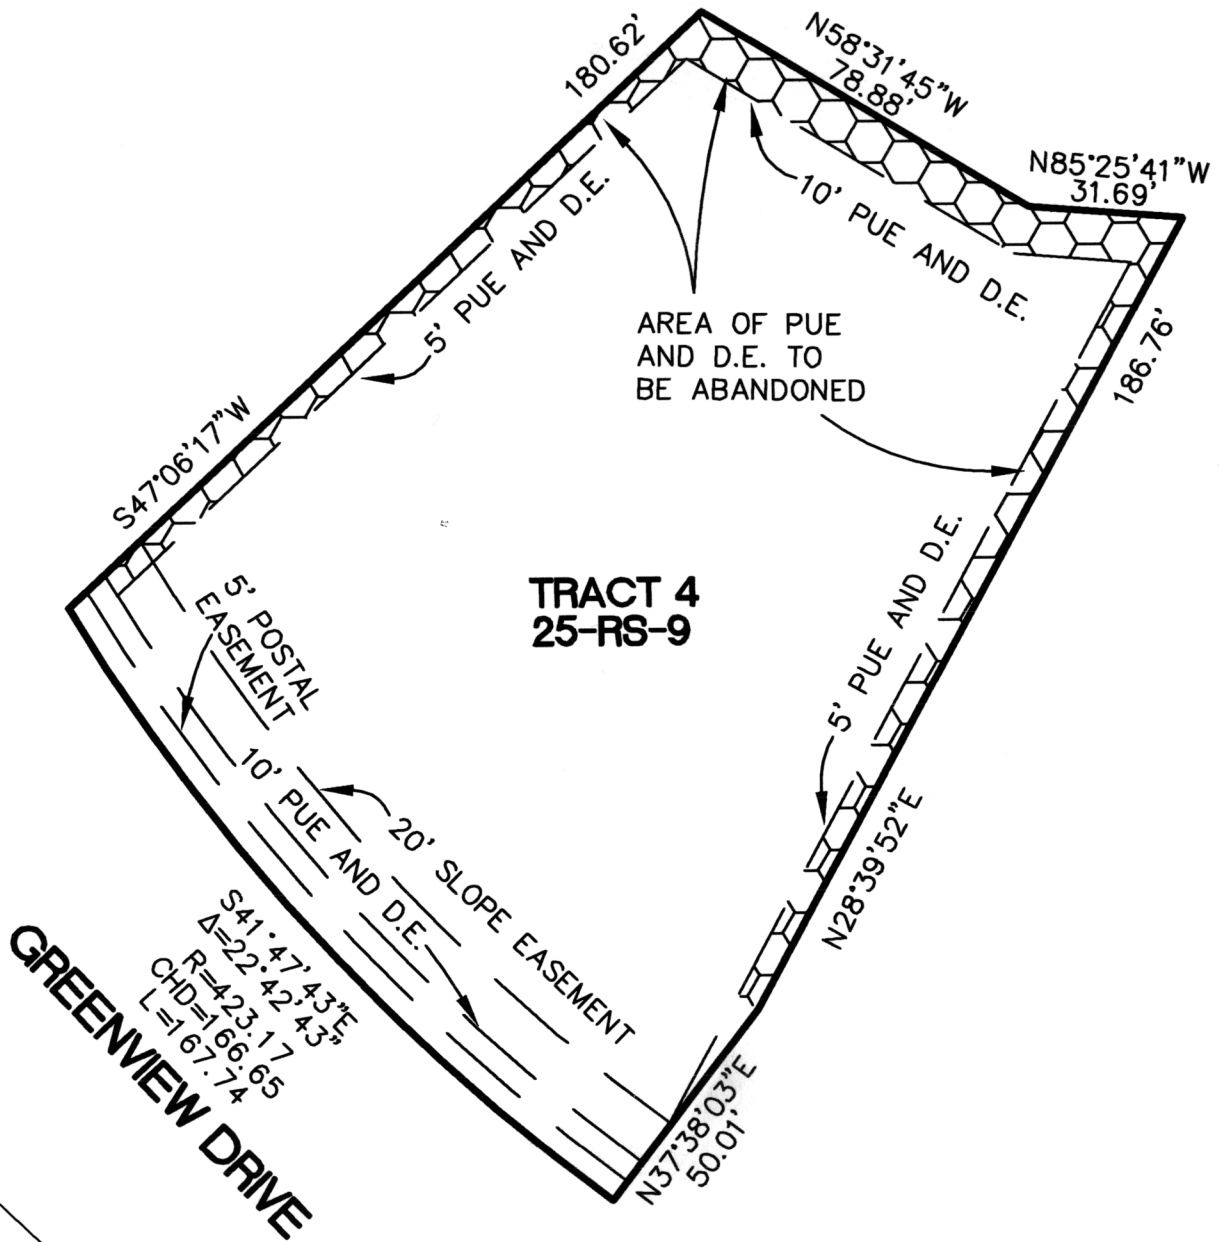 180.62'
N58°31'45"W
78.88'
N85°25'41"W
31.69'
10' PUE AND D.E.
5' PUE AND D.E.
AREA OF PUE
AND D.E. TO
BE ABANDONED
186.76'
S47°06'17"W
TRACT 4
25-RS-9
5' PUE AND D.E.
5' POSTAL
EASEMENT
10' PUE AND D.E.
20' SLOPE EASEMENT
N28°39'52"E
S41°47'43"E
Δ=22°42'43"
R=423.17
CHD=166.65
L=167.74
GREENVIEW DRIVE
N37°38'03"E
50.01'